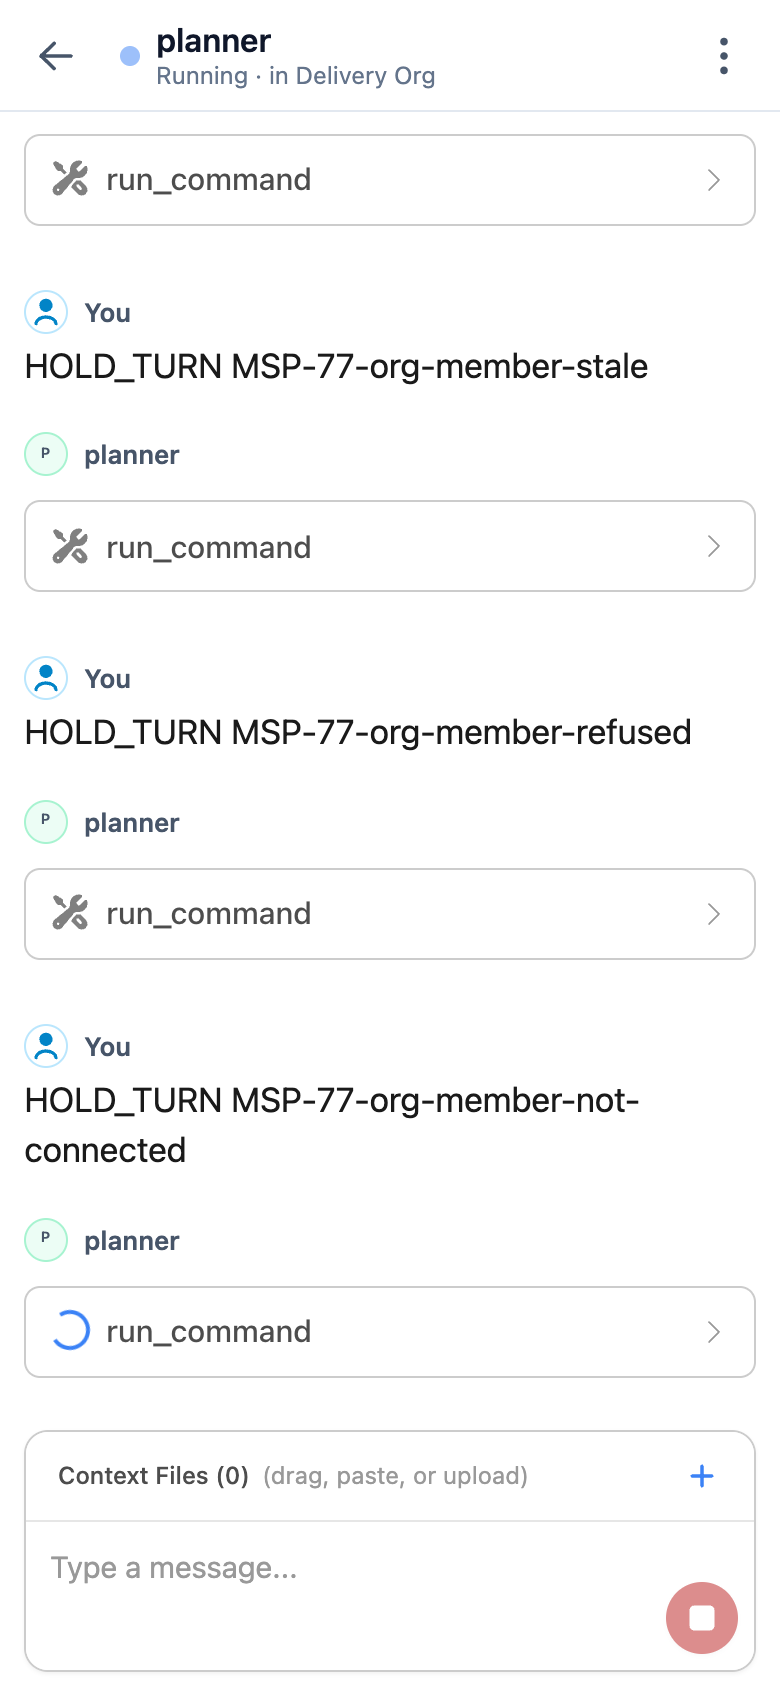 planner
Running · in Delivery Org
run_command
You
HOLD_TURN MSP-77-org-member-stale
P
planner
run_command
You
HOLD_TURN MSP-77-org-member-refused
P
planner
run_command
You
HOLD_TURN MSP-77-org-member-not-
connected
P
planner
run_command
Context Files (0) (drag, paste, or upload)
Type a message...